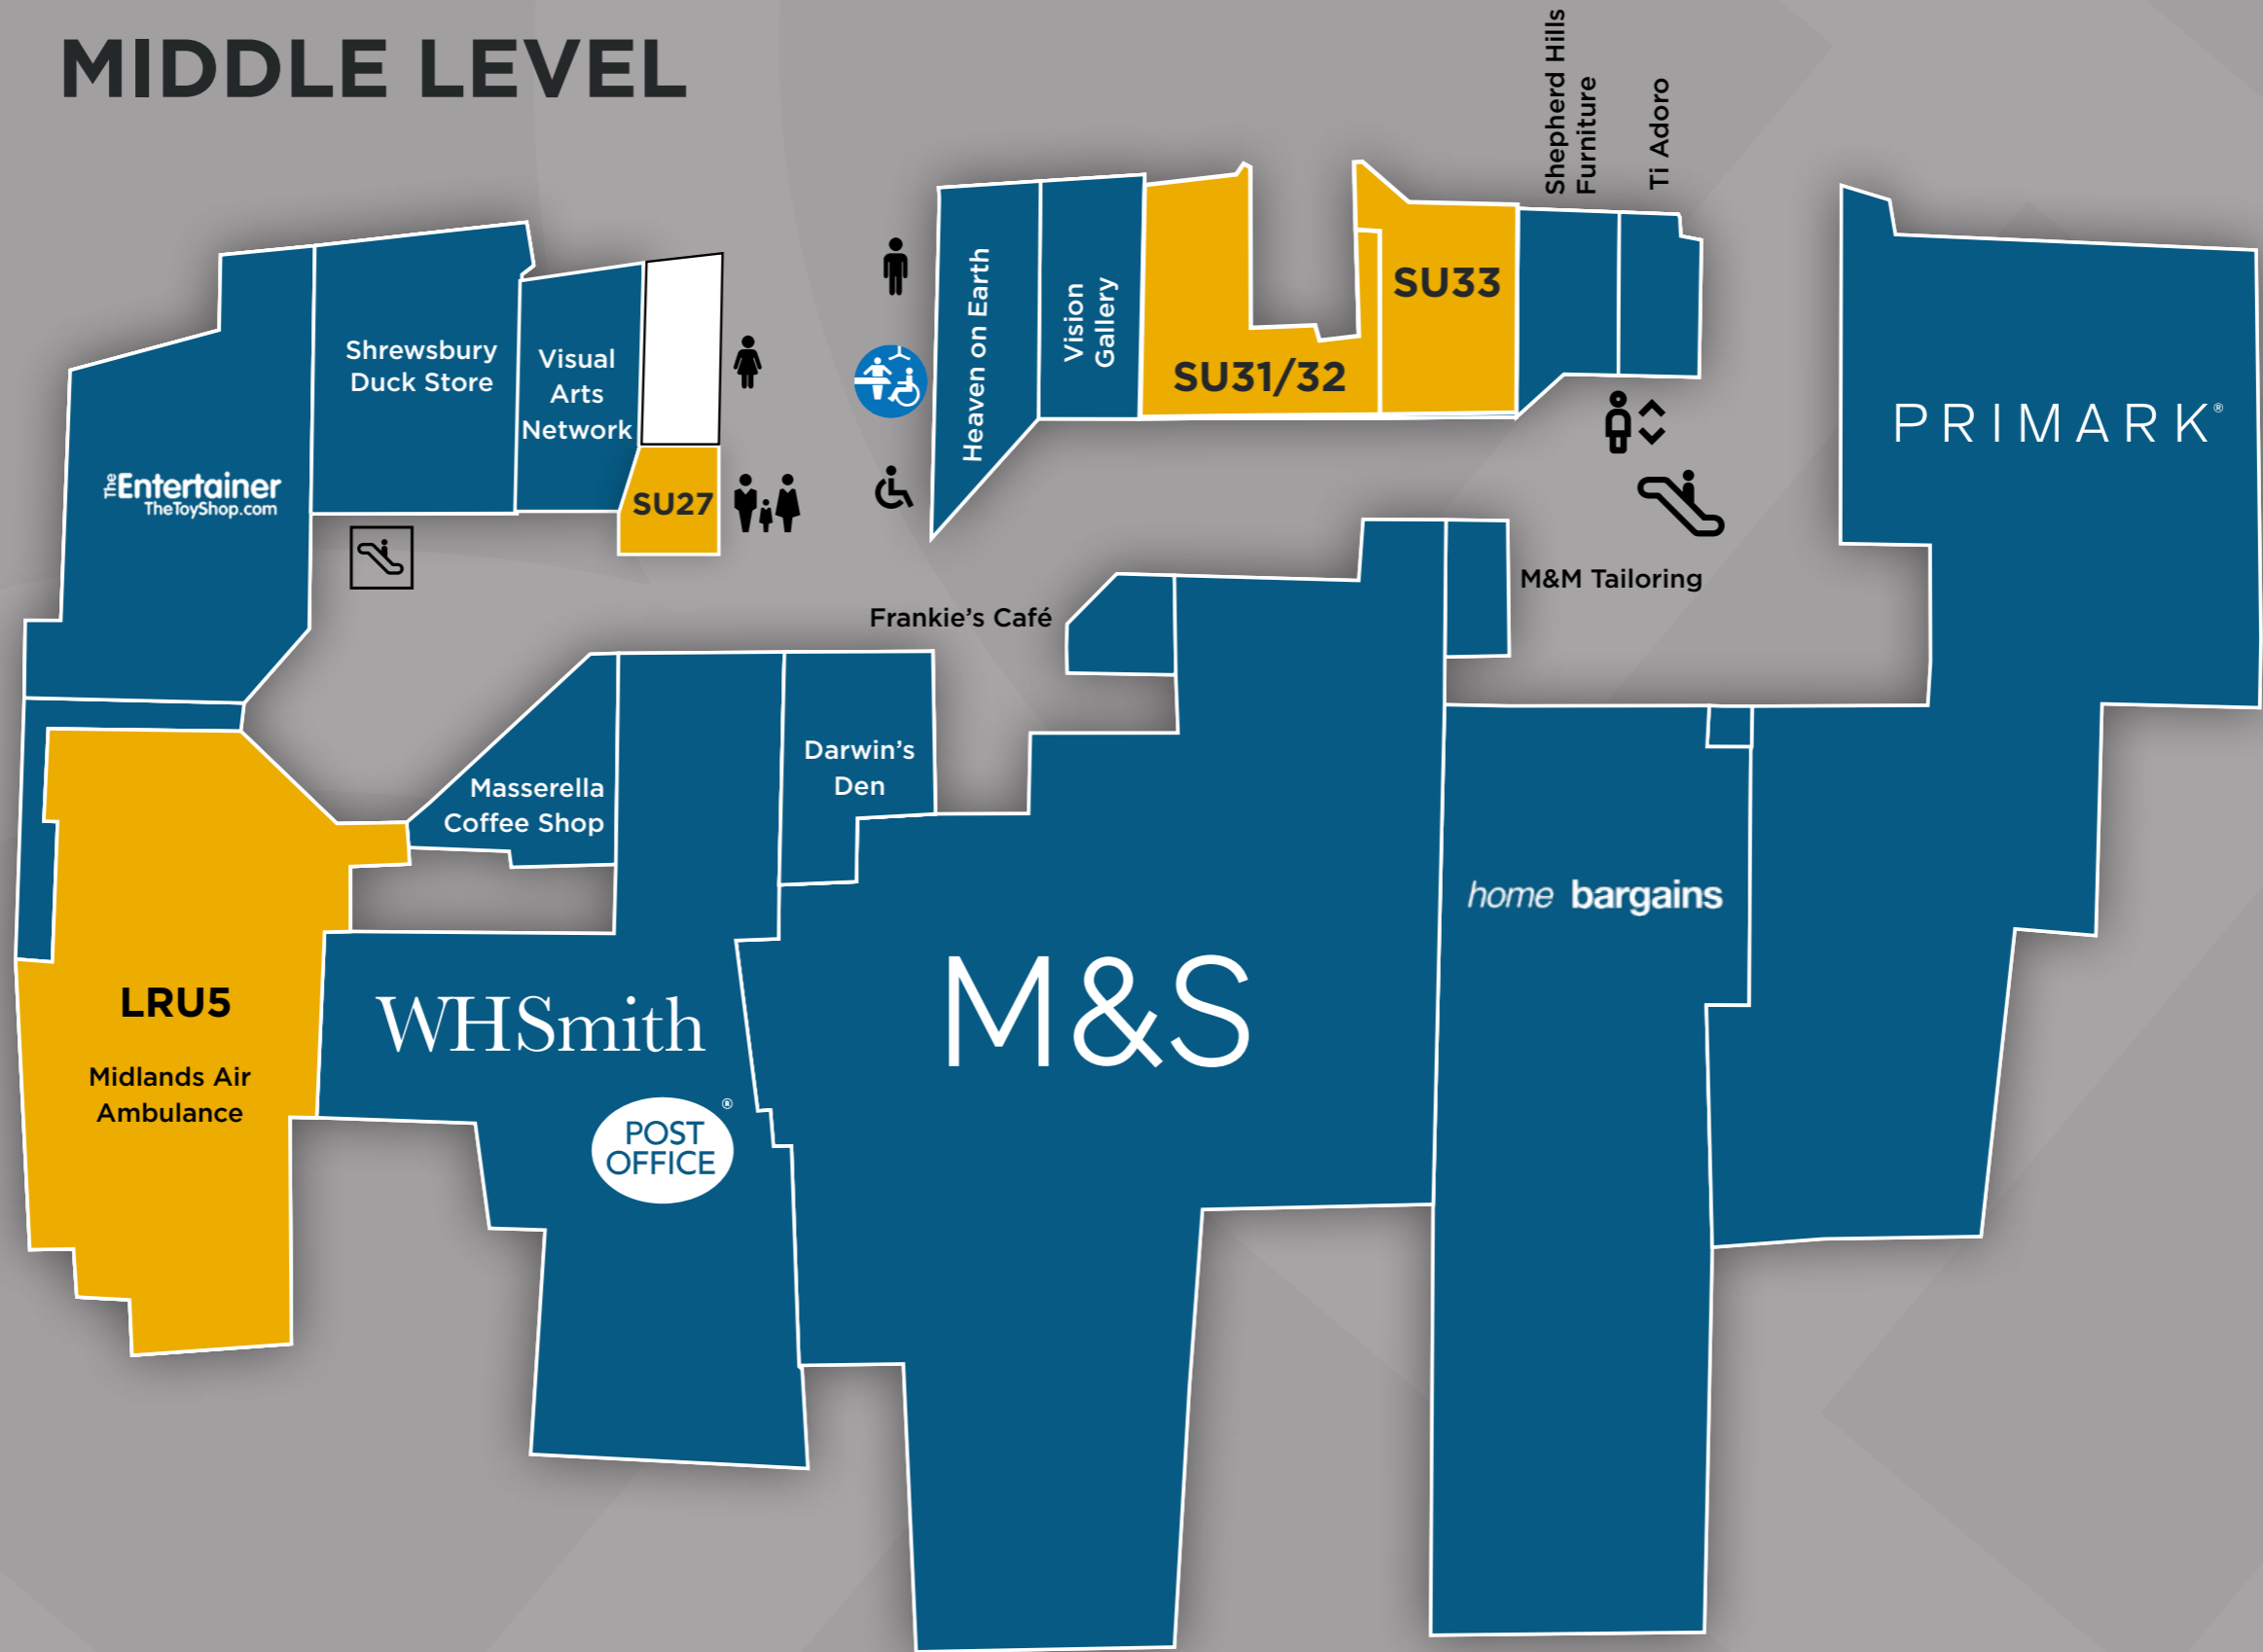 MIDDLE LEVEL
Shepherd Hills
Furniture
Ti Adoro
Shrewsbury
Duck Store
Visual
Arts
Network
Heaven on Earth
Vision
Gallery
SU31/32
SU33
PRIMARK®
The Entertainer
TheToyShop.com
SU27
M&M Tailoring
Frankie’s Café
Darwin’s
Den
Masserella
Coffee Shop
home bargains
LRU5
Midlands Air
Ambulance
WHSmith
M&S
POST
OFFICE
®